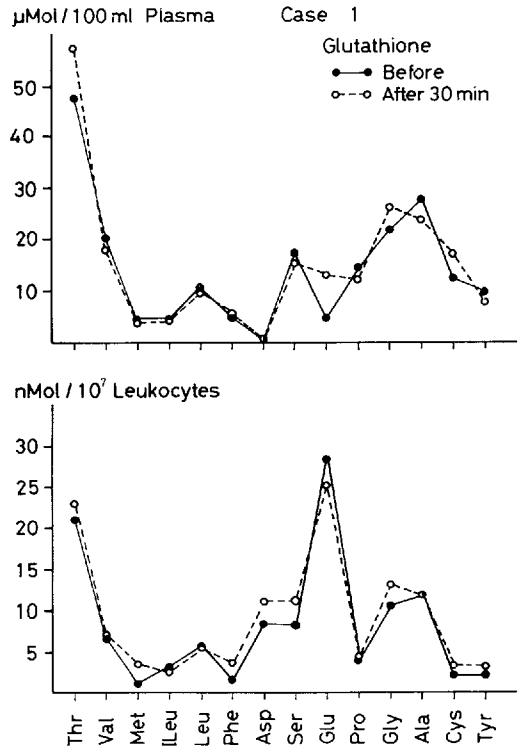 µMol / 100 ml Plasma Case 1
Glutathione
Before
After 30 min
50
40
30
20
10
nMol / 10⁷ Leukocytes
30
25
20
15
10
5
Thr Val Met ILeu Leu Phe Asp Ser Glu Pro Gly Ala Cys Tyr